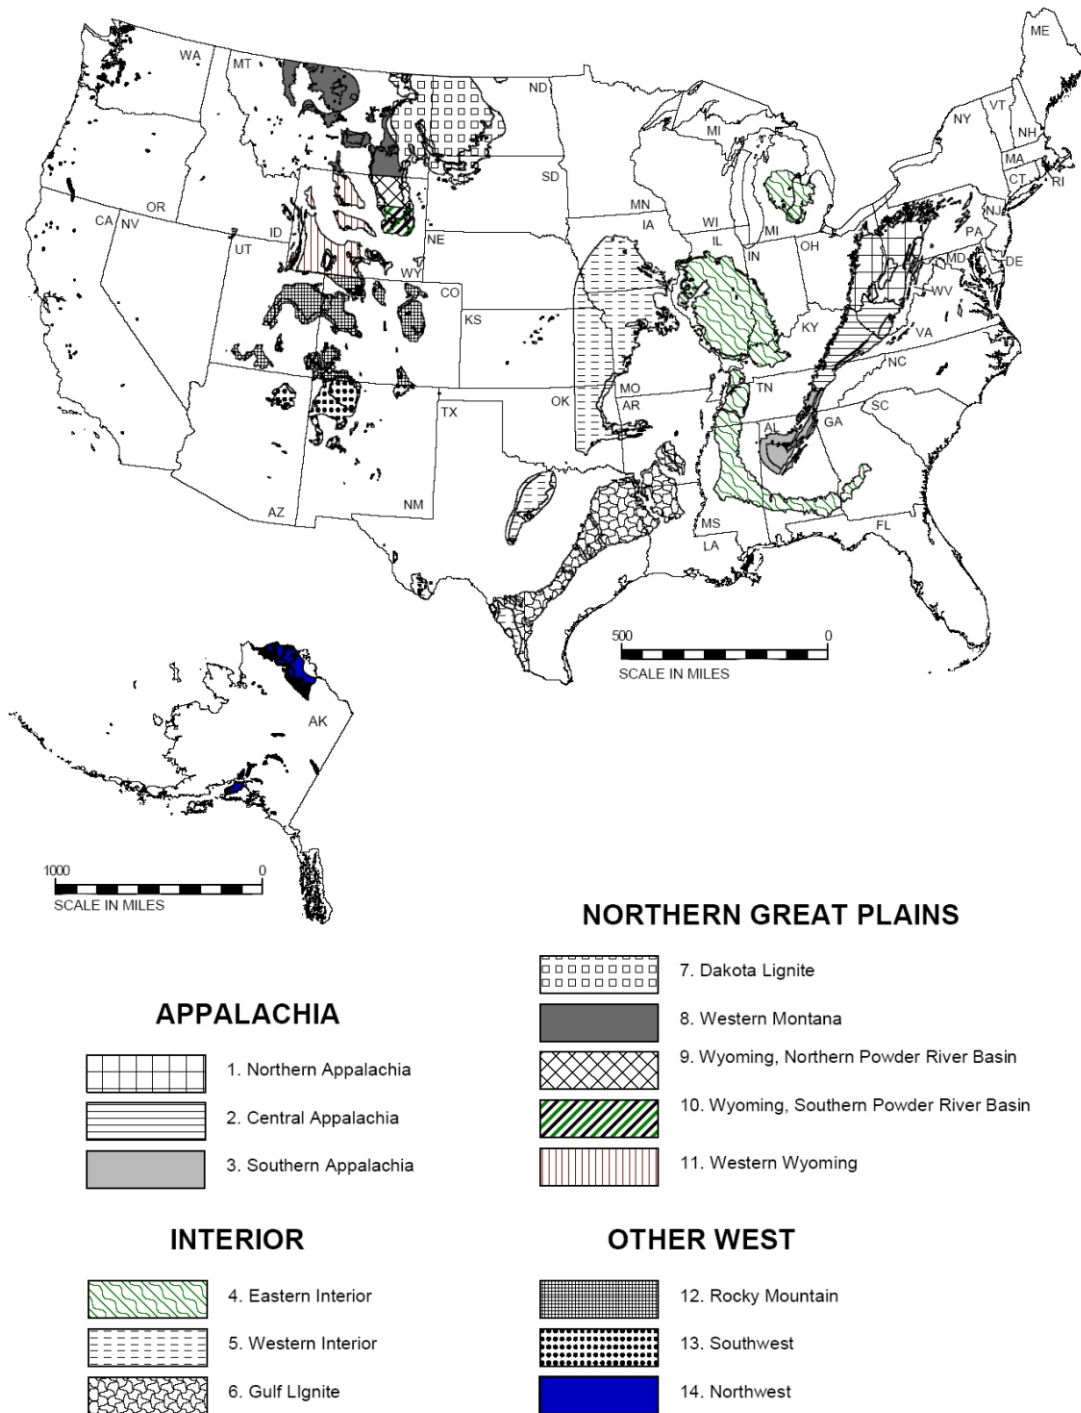 ME
WA
MT
ND
MI
NY
VT
NH
MA
CT
RI
SD
MN
WI
MI
OR
ID
CA
NV
UT
WY
NE
IA
IL
IN
OH
PA
NJ
MD
DE
WV
CO
KS
MO
KY
VA
NC
TN
OK
AR
SC
TX
AL
GA
AZ
NM
MS
LA
FL
500 0
SCALE IN MILES
AK
1000 0
SCALE IN MILES
NORTHERN GREAT PLAINS
7. Dakota Lignite
8. Western Montana
9. Wyoming, Northern Powder River Basin
10. Wyoming, Southern Powder River Basin
11. Western Wyoming
APPALACHIA
1. Northern Appalachia
2. Central Appalachia
3. Southern Appalachia
INTERIOR
4. Eastern Interior
5. Western Interior
6. Gulf LIgnite
OTHER WEST
12. Rocky Mountain
13. Southwest
14. Northwest